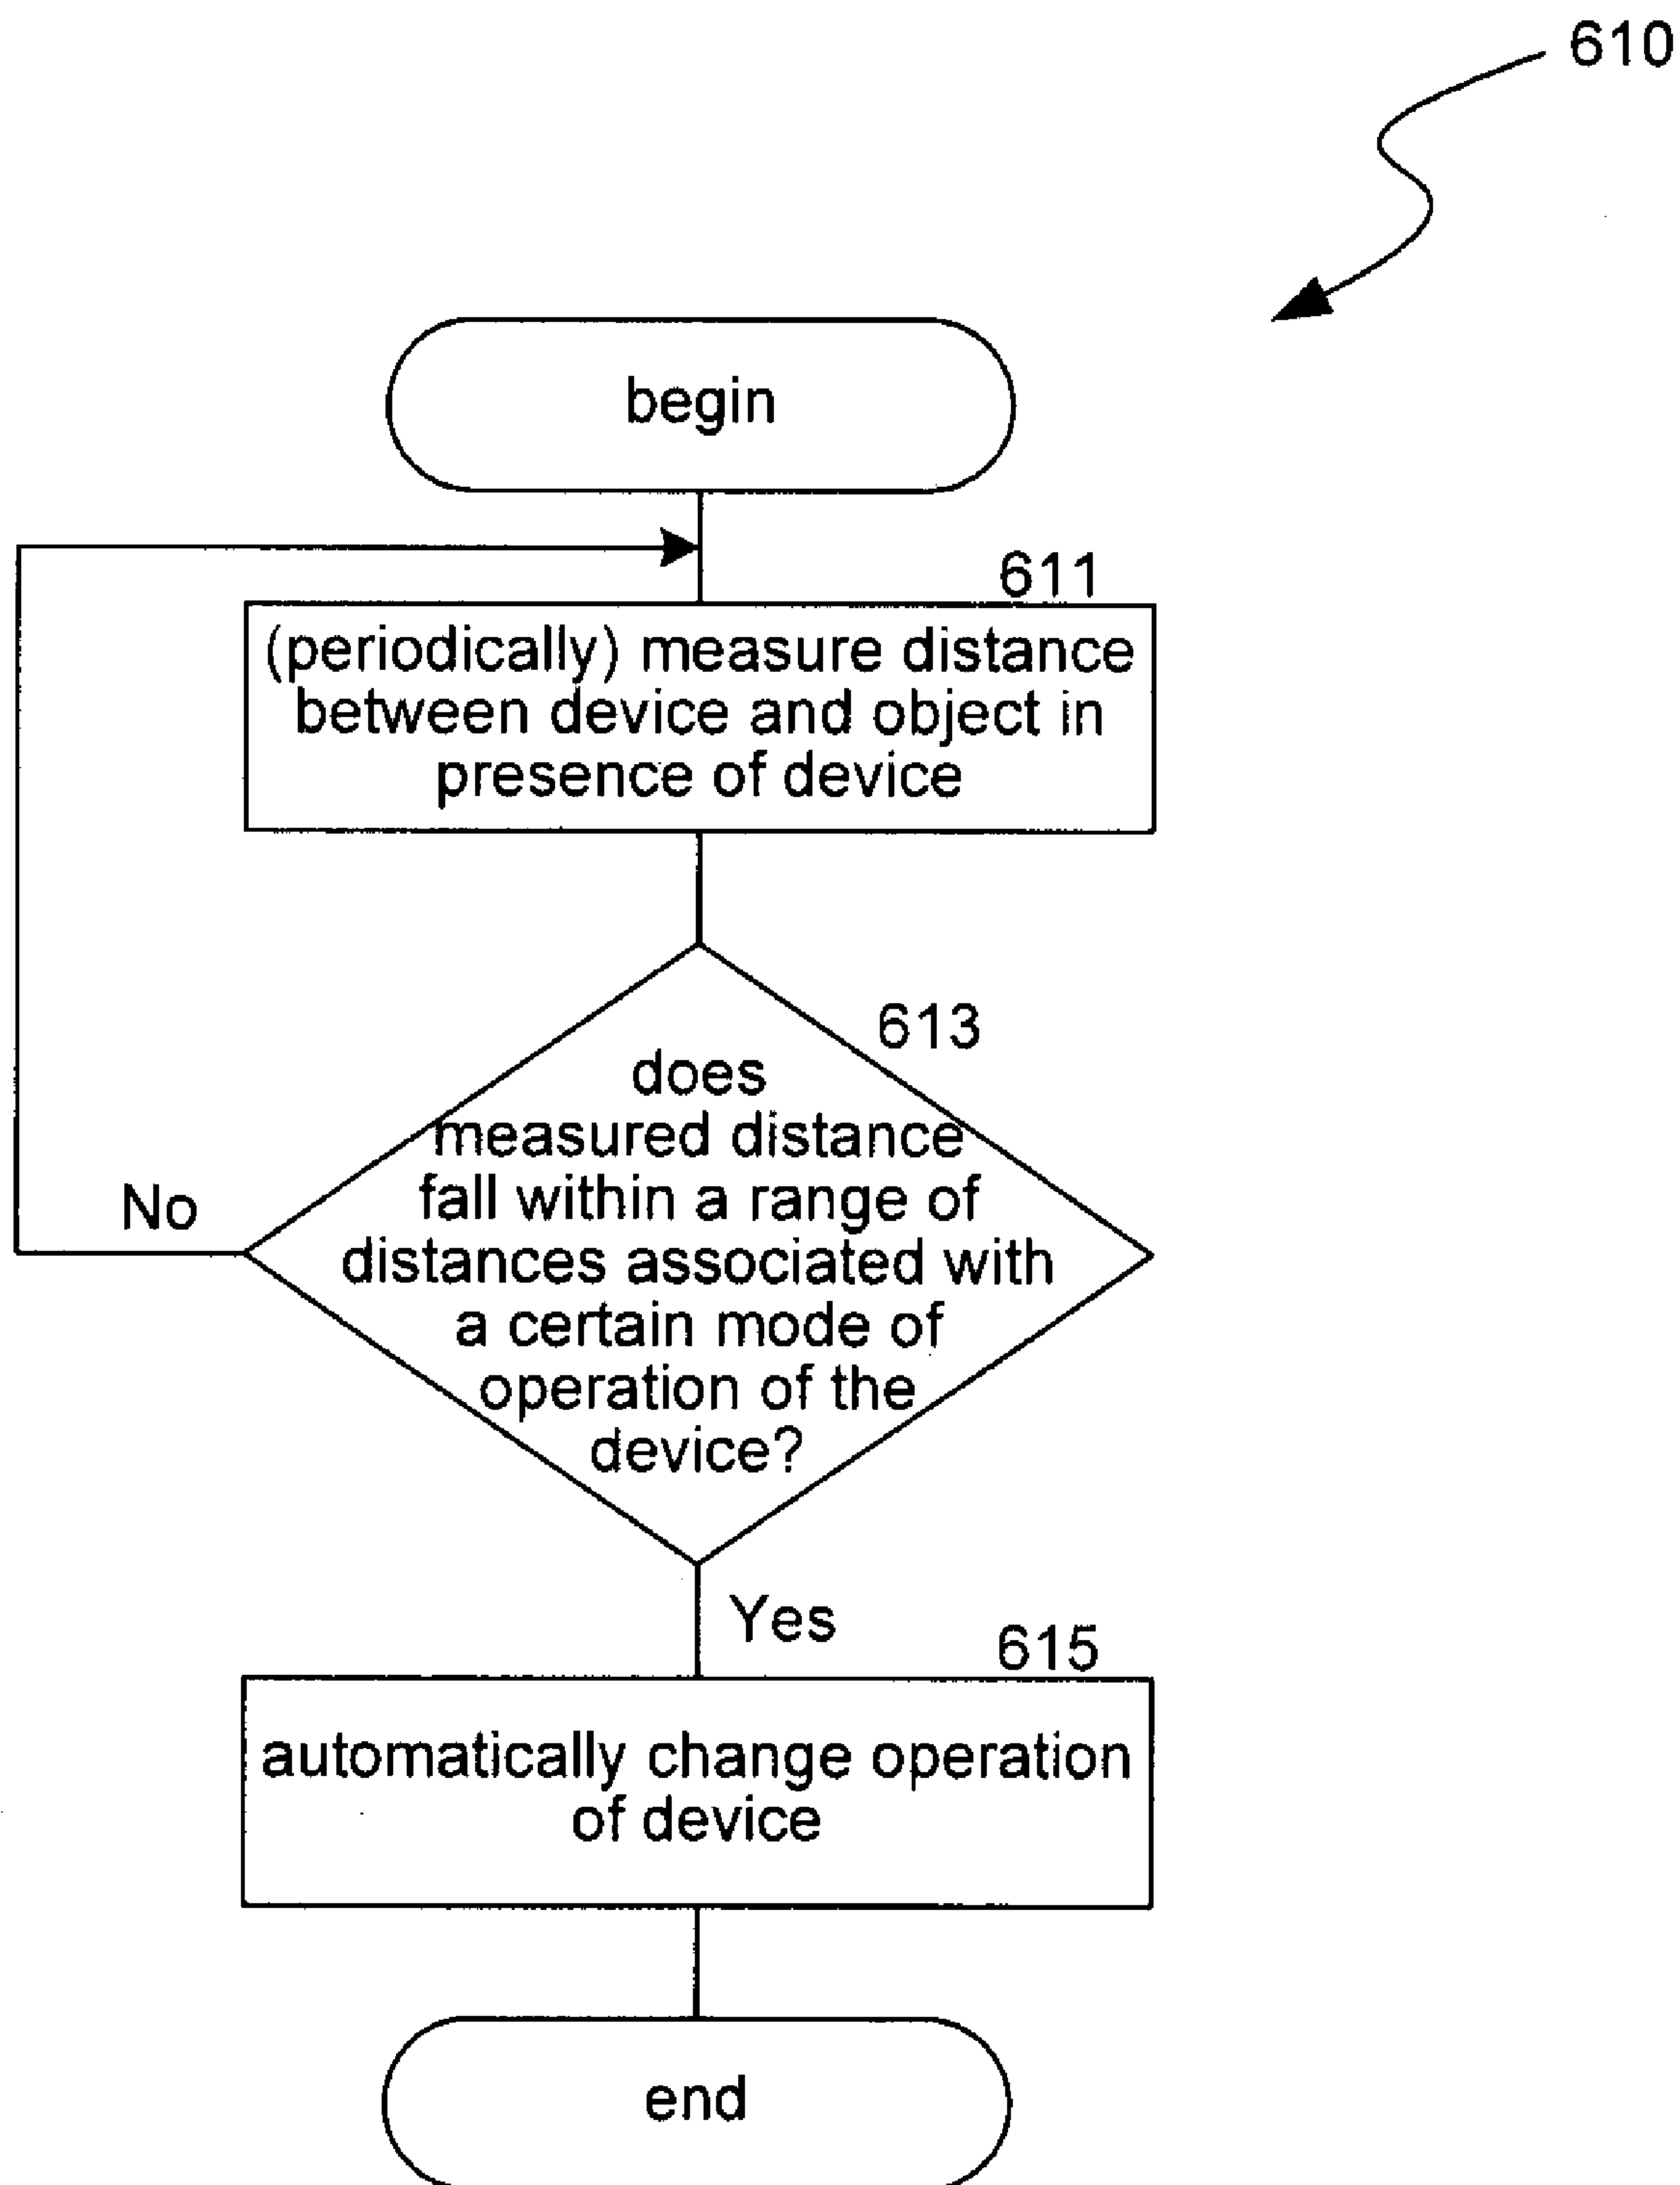 610
begin
611
(periodically) measure distance
between device and object in
presence of device
613
does
measured distance
fall within a range of
distances associated with
a certain mode of
operation of the
device?
No
Yes
615
automatically change operation
of device
end